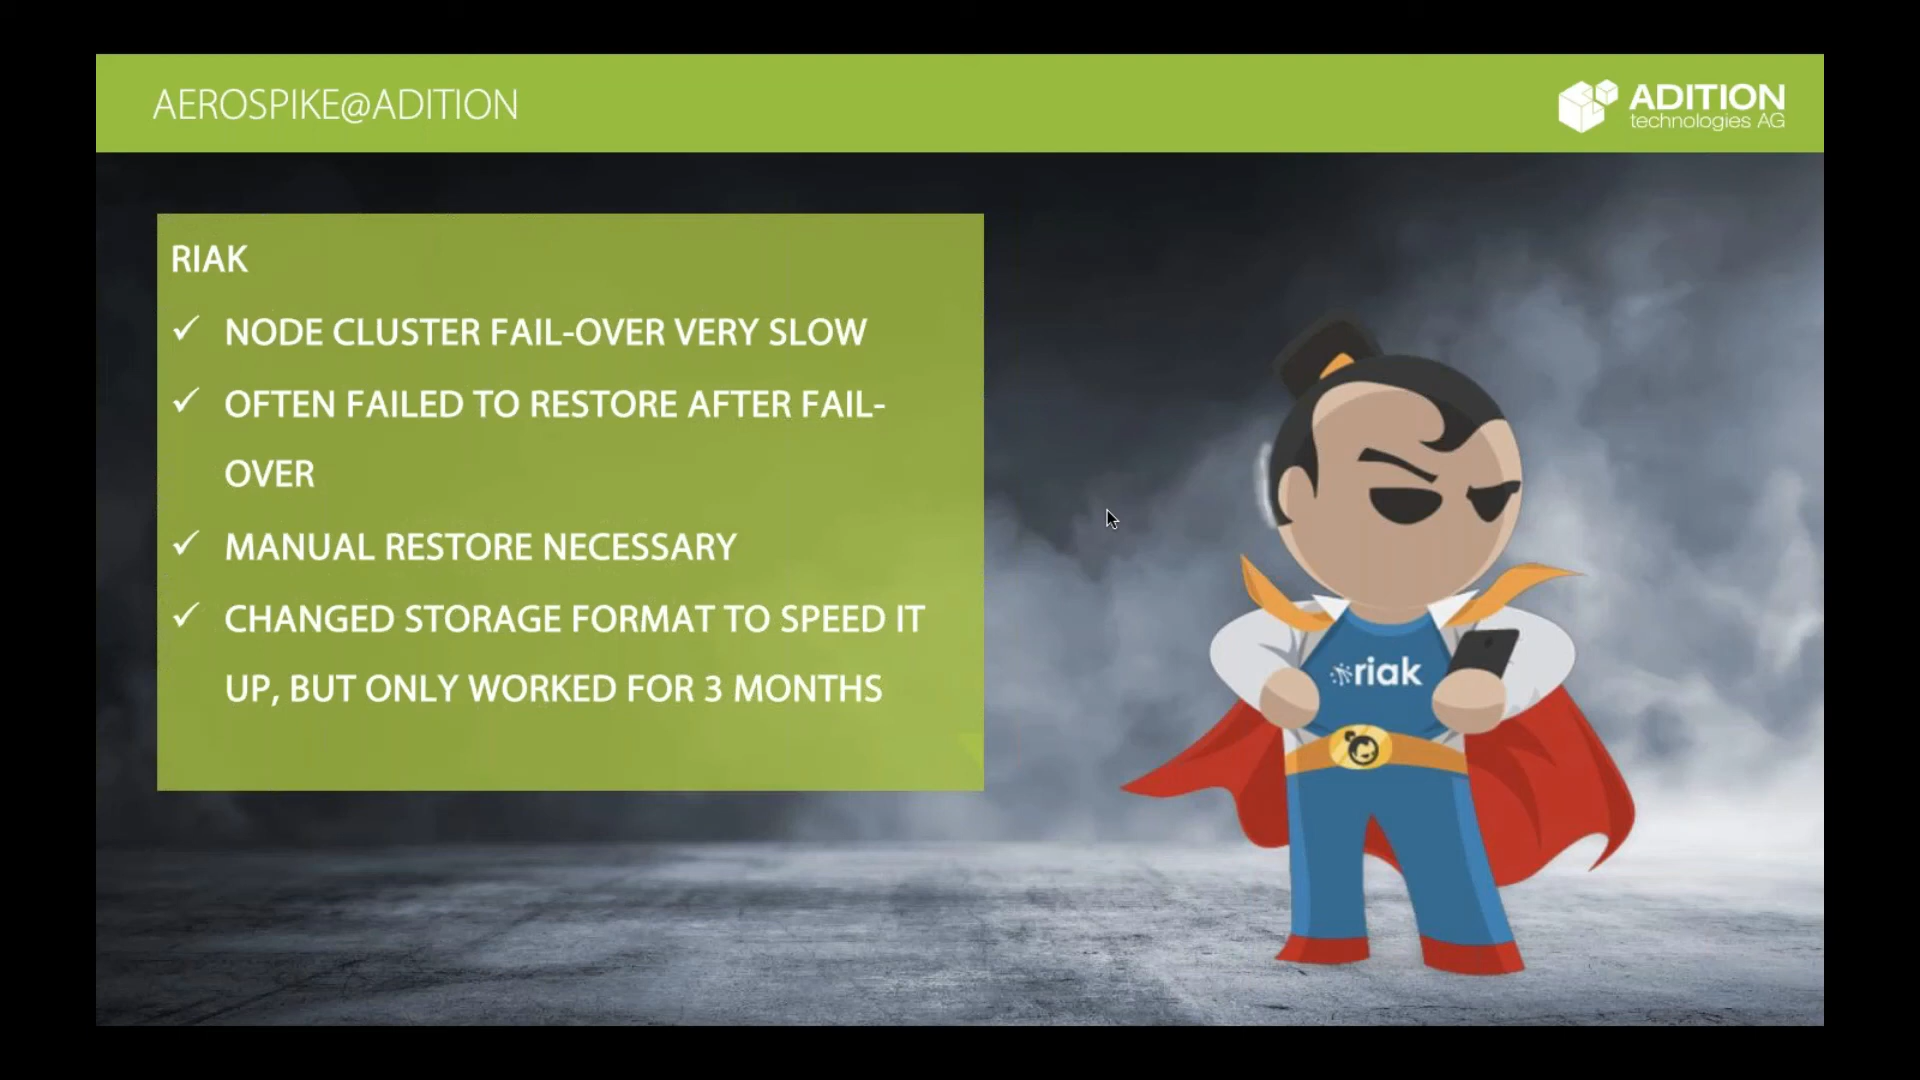 AEROSPIKE@ADITION
ADITION
technologies AG
RIAK
NODE CLUSTER FAIL-OVER VERY SLOW
OFTEN FAILED TO RESTORE AFTER FAIL-
OVER
MANUAL RESTORE NECESSARY
CHANGED STORAGE FORMAT TO SPEED IT
UP, BUT ONLY WORKED FOR 3 MONTHS
riak